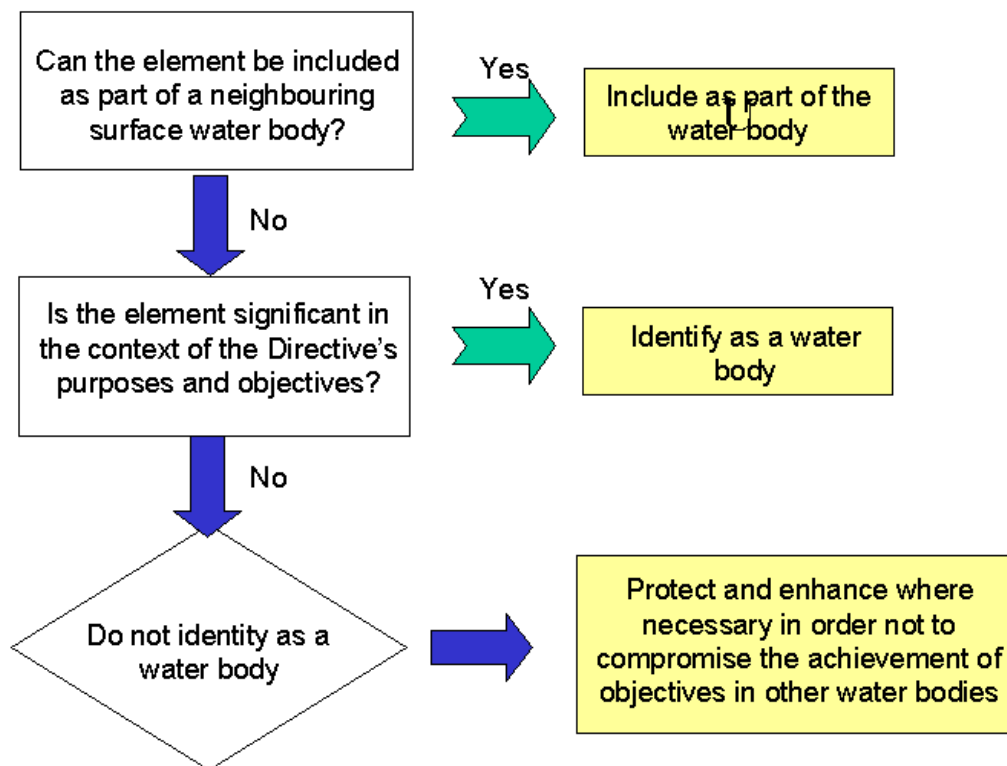 Can the element be included
as part of a neighbouring
surface water body?
Yes
Include as part of the
water body
No
Is the element significant in
the context of the Directive's
purposes and objectives?
Yes
Identify as a water
body
No
Do not identity as a
water body
Protect and enhance where
necessary in order not to
compromise the achievement of
objectives in other water bodies